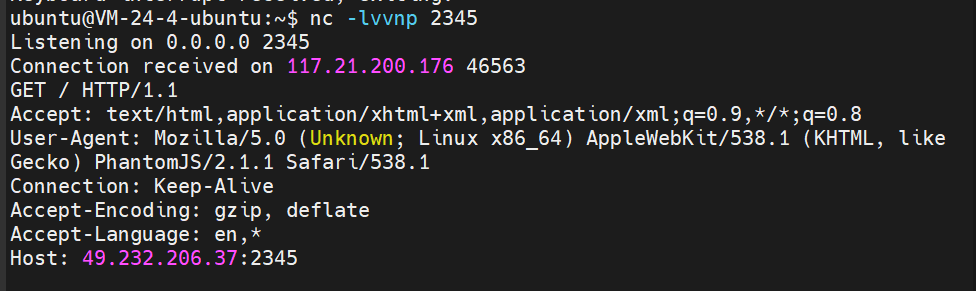 ubuntu@VM-24-4-ubuntu:~$ nc -lvvnp 2345
Listening on 0.0.0.0 2345
Connection received on 117.21.200.176 46563
GET / HTTP/1.1
Accept: text/html,application/xhtml+xml,application/xml;q=0.9,*/*;q=0.8
User-Agent: Mozilla/5.0 (Unknown; Linux x86_64) AppleWebKit/538.1 (KHTML, like
Gecko) PhantomJS/2.1.1 Safari/538.1
Connection: Keep-Alive
Accept-Encoding: gzip, deflate
Accept-Language: en,*
Host: 49.232.206.37:2345